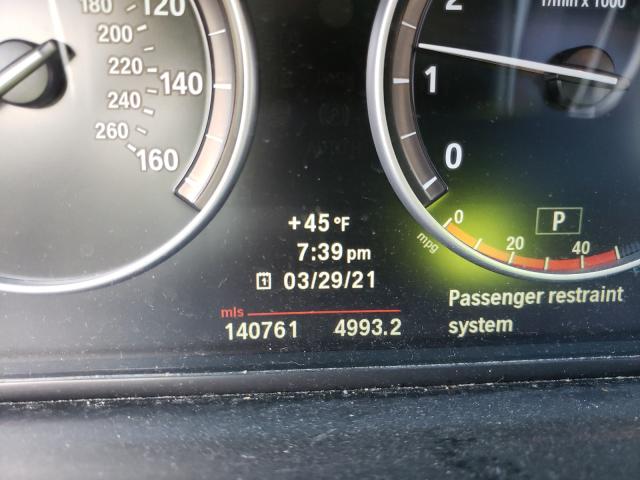 180 120
200
220
140
240
260
160
2
1/min x 1000
1
0
+45 °F
7:39 pm
03/29/21
mls
140761 4993.2
P
0
20
40
mpg
Passenger restraint
system